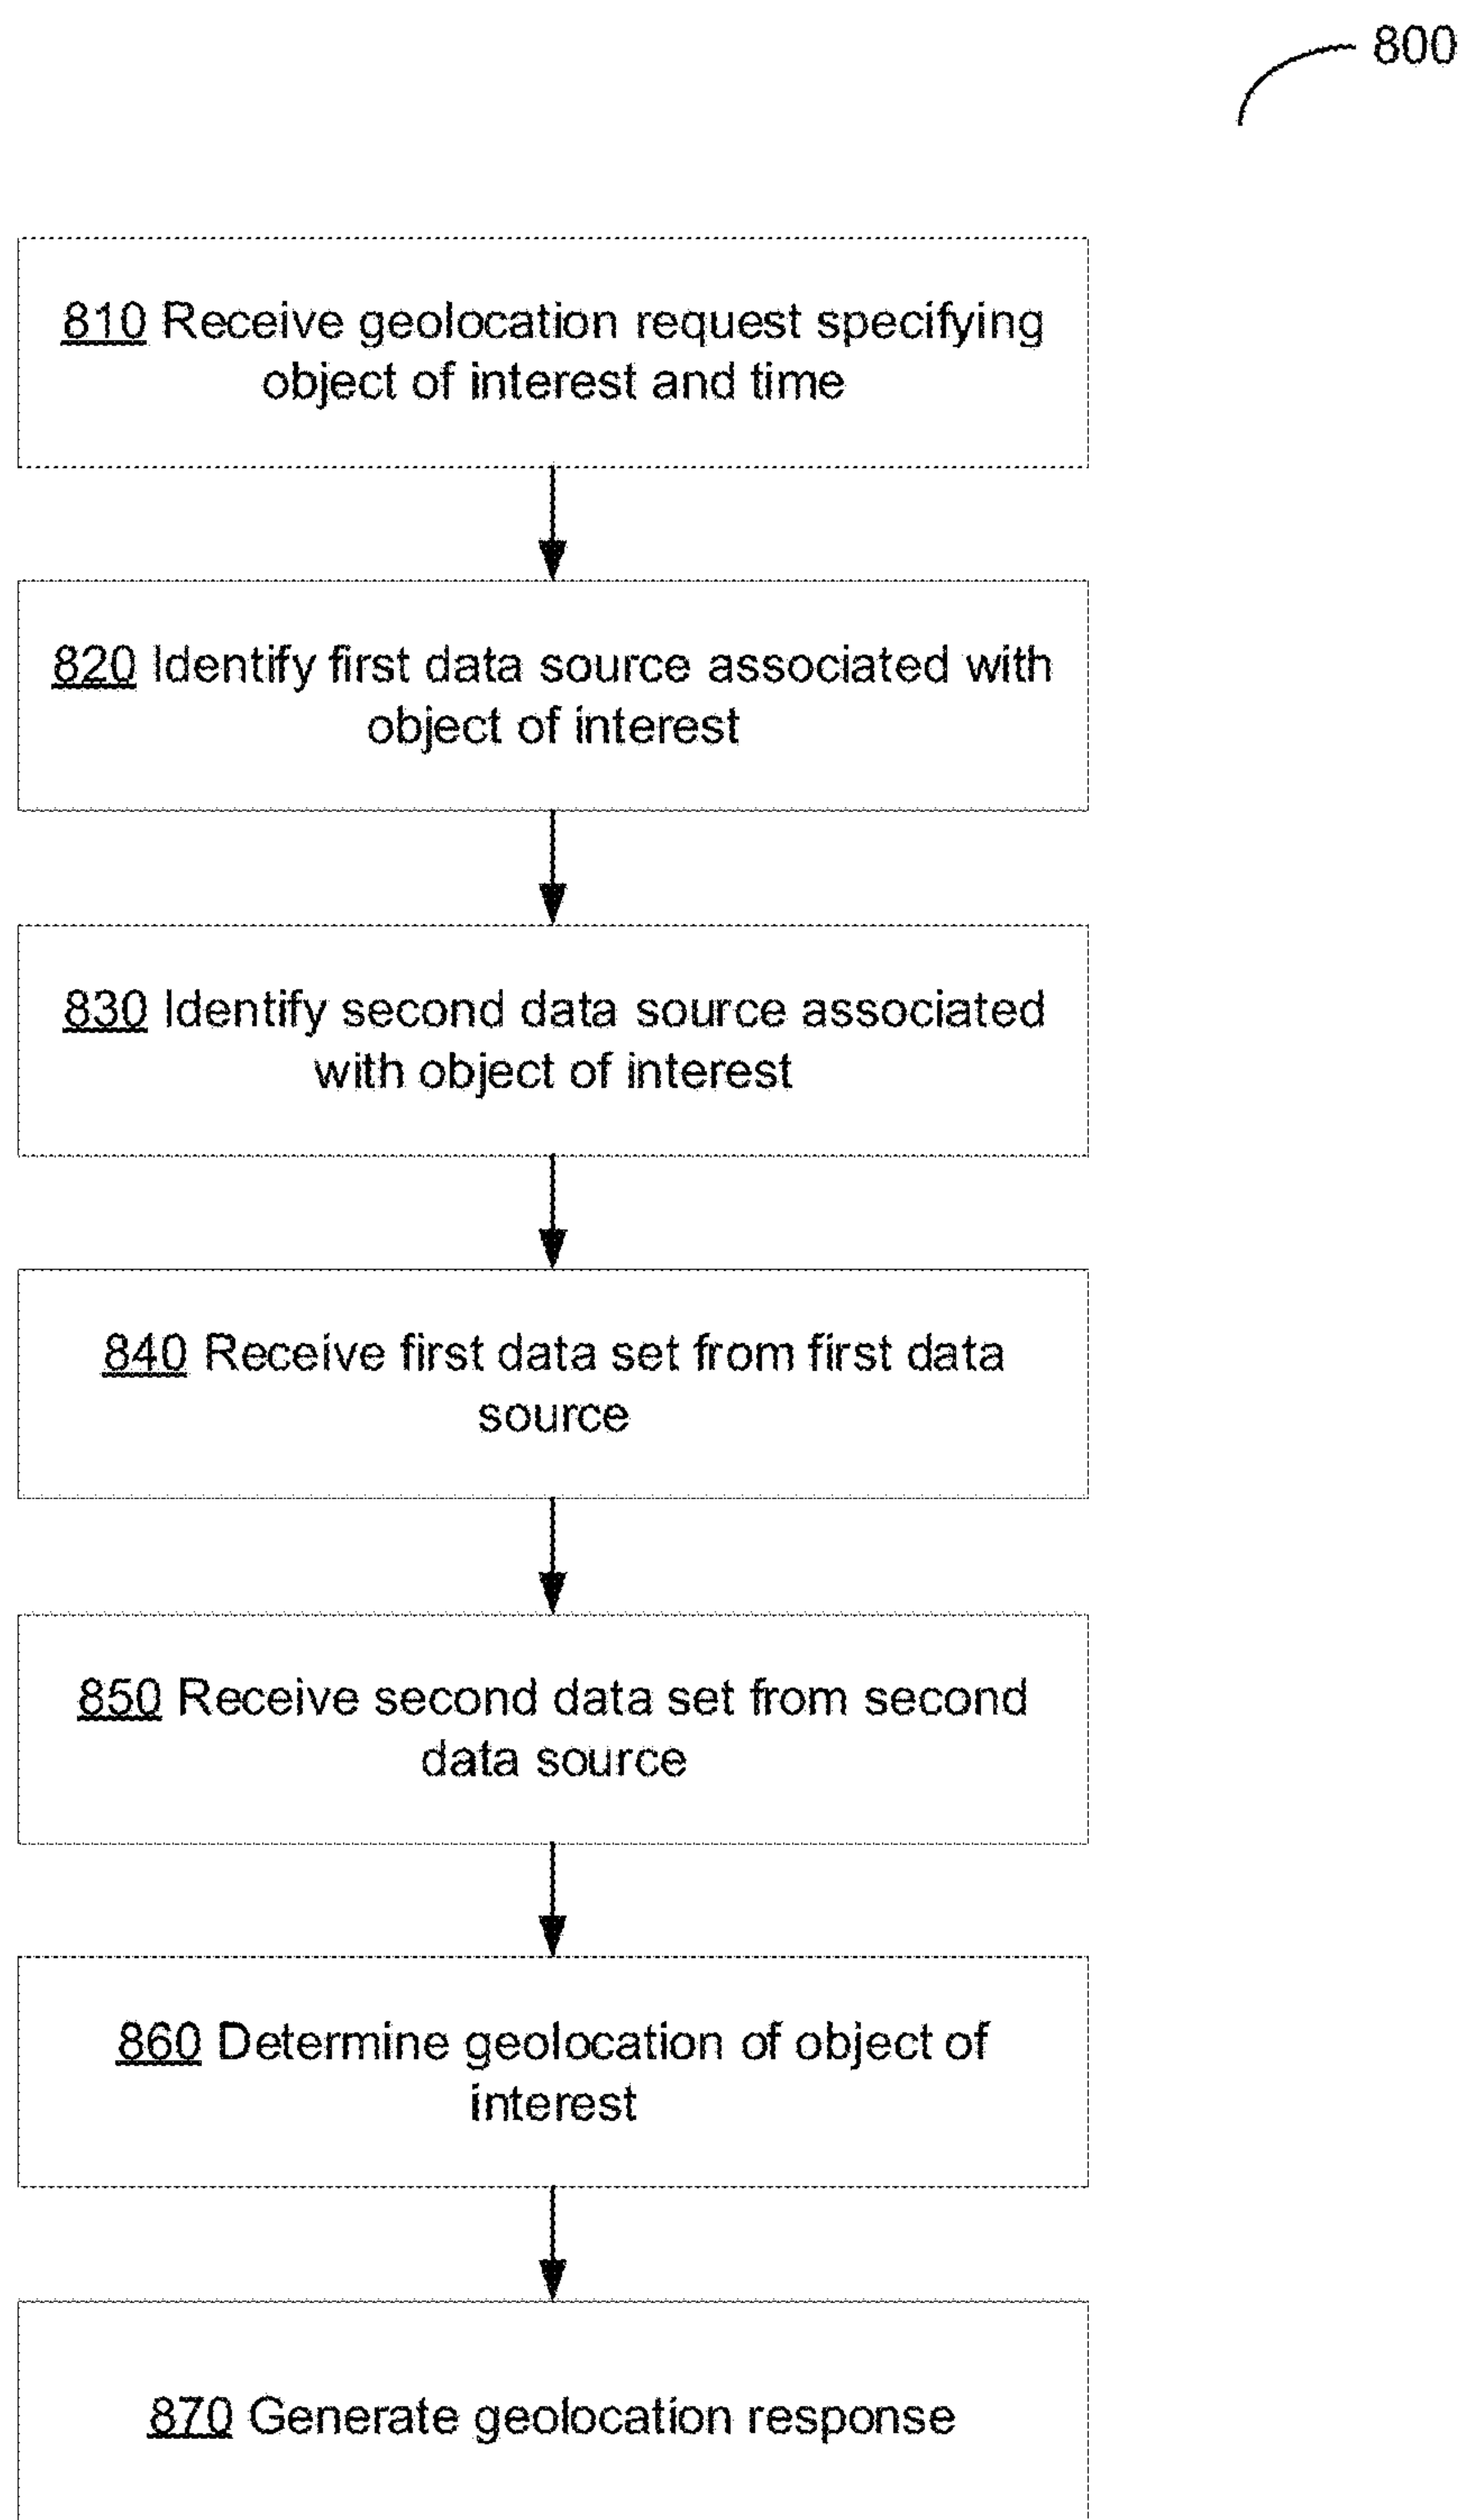 800
810 Receive geolocation request specifying
object of interest and time
820 Identify first data source associated with
object of interest
830 Identify second data source associated
with object of interest
840 Receive first data set from first data
source
850 Receive second data set from second
data source
860 Determine geolocation of object of
interest
870 Generate geolocation response